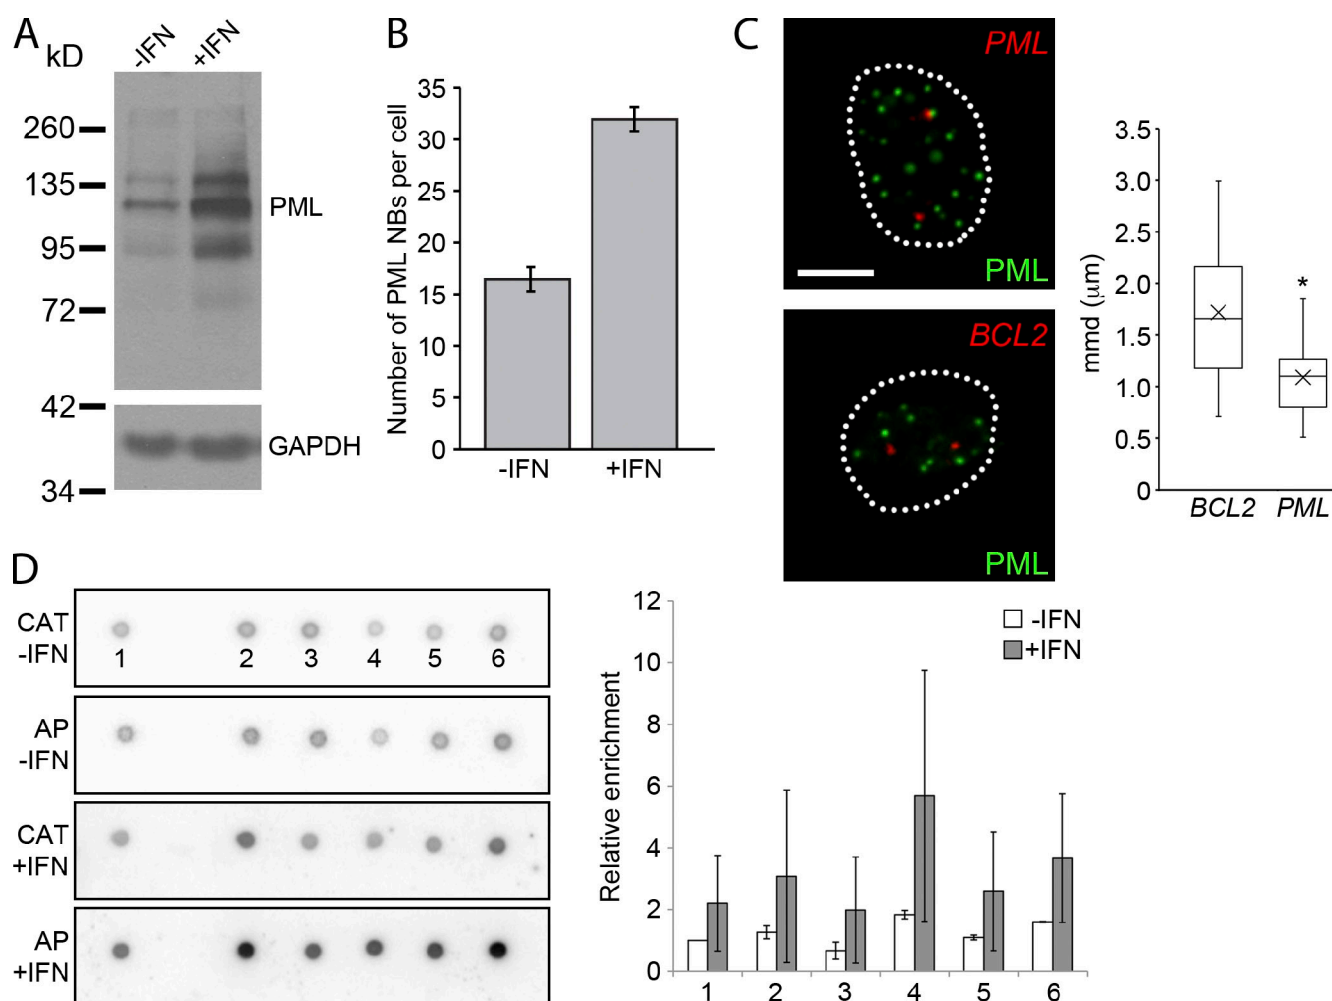 A
kD
-IFN
+IFN
260
135
95
72
42
34
PML
GAPDH
B
Number of PML NBs per cell
35
30
25
20
15
10
5
0
-IFN
+IFN
C
PML
PML
BCL2
PML
mmd (μm)
3.5
3.0
2.5
2.0
1.5
1.0
0.5
0
*
BCL2 PML
D
CAT
-IFN
1 2 3 4 5 6
AP
-IFN
CAT
+IFN
AP
+IFN
Relative enrichment
12
10
8
6
4
2
0
-IFN
+IFN
1 2 3 4 5 6